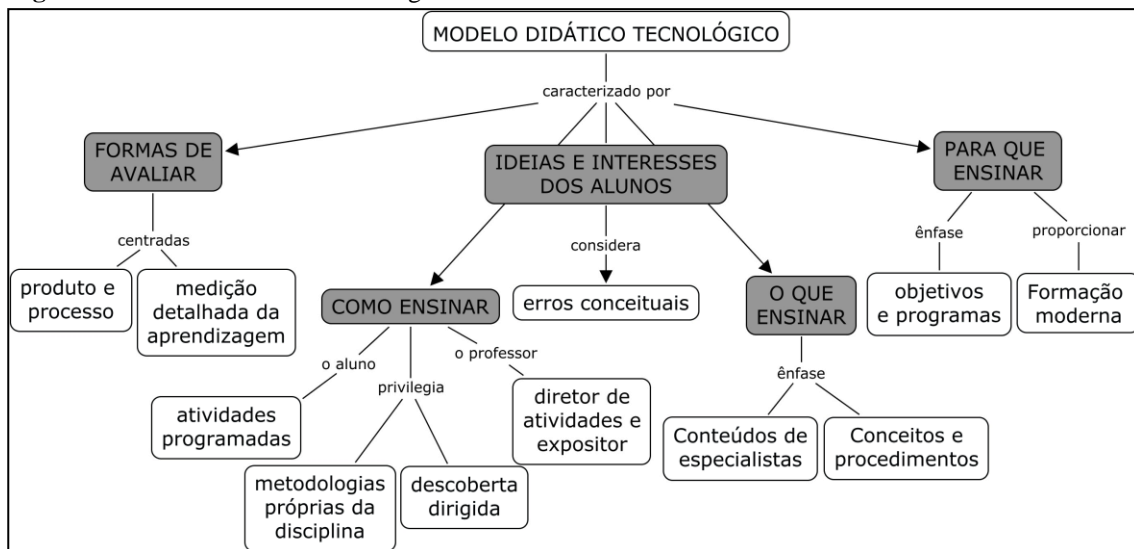 MODELO DIDÁTICO TECNOLÓGICO
caracterizado por
FORMAS DE
AVALIAR
IDEIAS E INTERESSES
DOS ALUNOS
PARA QUE
ENSINAR
centradas
considera
ênfase
proporcionar
produto e
processo
medição
detalhada da
aprendizagem
COMO ENSINAR
erros conceituais
O QUE
ENSINAR
objetivos
e programas
Formação
moderna
o aluno
privilegia
o professor
ênfase
atividades
programadas
metodologias
próprias da
disciplina
descoberta
dirigida
diretor de
atividades e
expositor
Conteúdos de
especialistas
Conceitos e
procedimentos